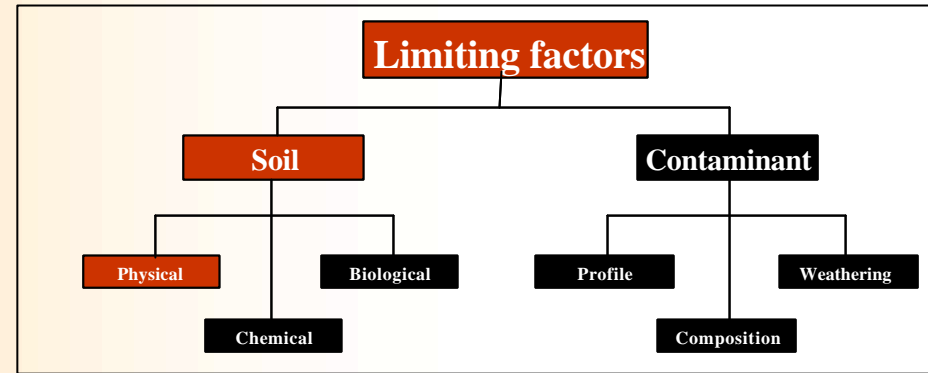 Limiting factors
Soil
Contaminant
Physical
Biological
Profile
Weathering
Chemical
Composition